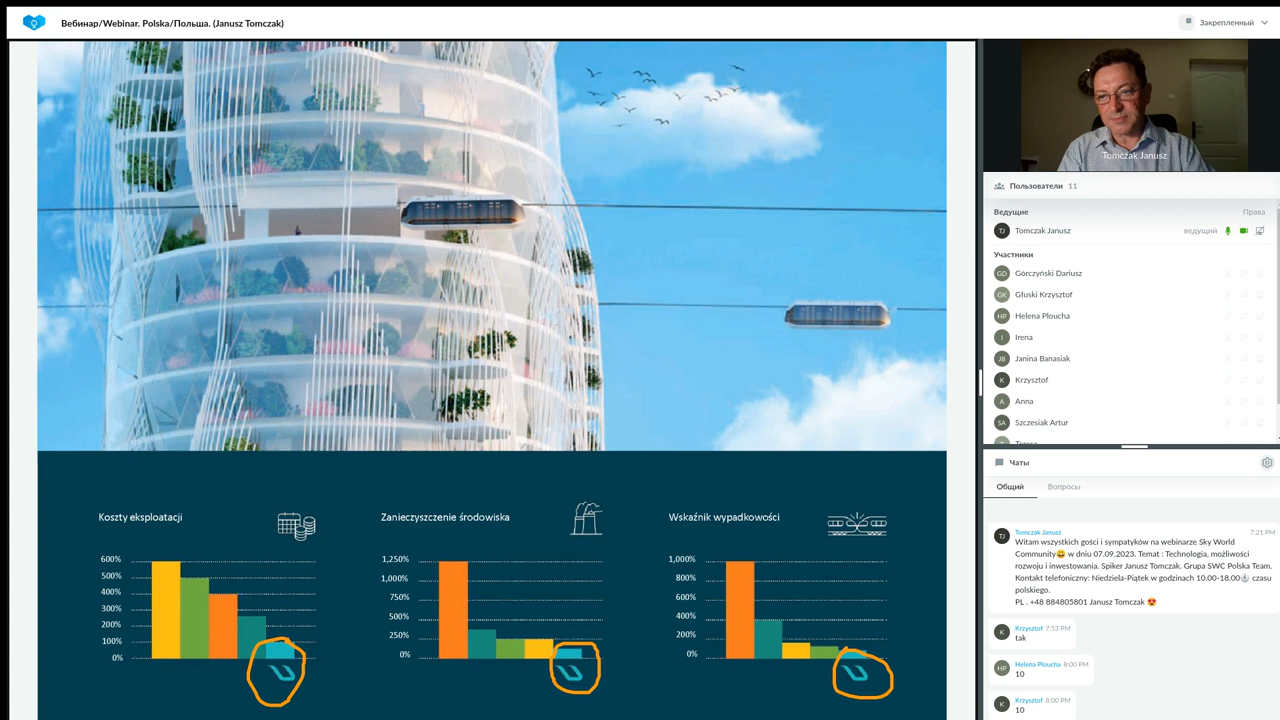 Вебинар/Webinar. Polska/Польша. (Janusz Tomczak)
Закрепленный
Tomczak Janusz
Пользователи 11
Ведущие Права
TJ Tomczak Janusz ведущий
Участники
GD Górczyński Dariusz
GK Głuski Krzysztof
HP Helena Ploucha
I Irena
JB Janina Banasiak
K Krzysztof
A Anna
SA Szczesiak Artur
Чаты
Общий Вопросы
TJ Tomczak Janusz 7:21 PM
Witam wszystkich gości i sympatyków na webinarze Sky World
Community😀 w dniu 07.09.2023. Temat : Technologia, możliwości
rozwoju i inwestowania, Spiker Janusz Tomczak. Grupa SWC Polska Team.
Kontakt telefoniczny: Niedziela-Piątek w godzinach 10.00-18.00 czasu
polskiego.
PL . +48 884805801 Janusz Tomczak 😍
K Krzysztof 7:53 PM
tak
HP Helena Ploucha 8:00 PM
10
K Krzysztof 8:00 PM
10
Koszty eksploatacji
600%
500%
400%
300%
200%
100%
0%
Zanieczyszczenie środowiska
1,250%
1,000%
750%
500%
250%
0%
Wskaźnik wypadkowości
1,000%
800%
600%
400%
200%
0%